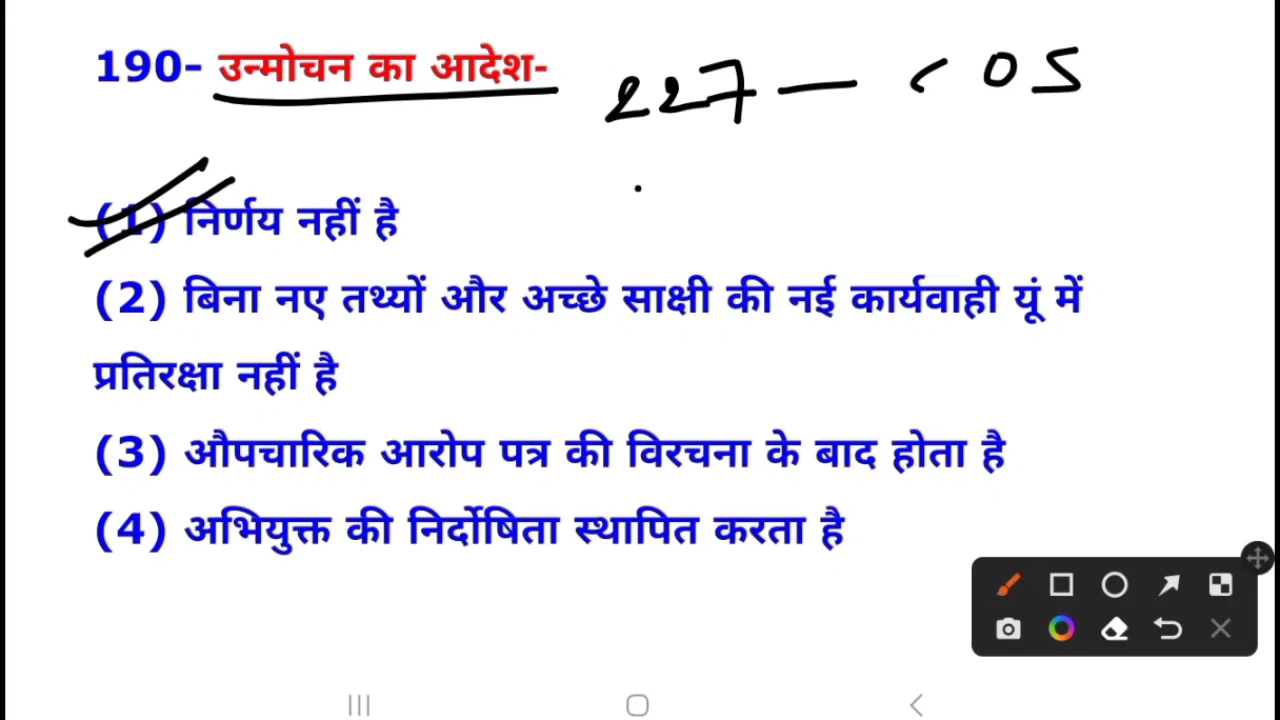 190- उन्मोचन का आदेश- 227 — COS
(1) निर्णय नहीं है
(2) बिना नए तथ्यों और अच्छे साक्षी की नई कार्यवाही यूं में
प्रतिरक्षा नहीं है
(3) औपचारिक आरोप पत्र की विरचना के बाद होता है
(4) अभियुक्त की निर्दोषिता स्थापित करता है